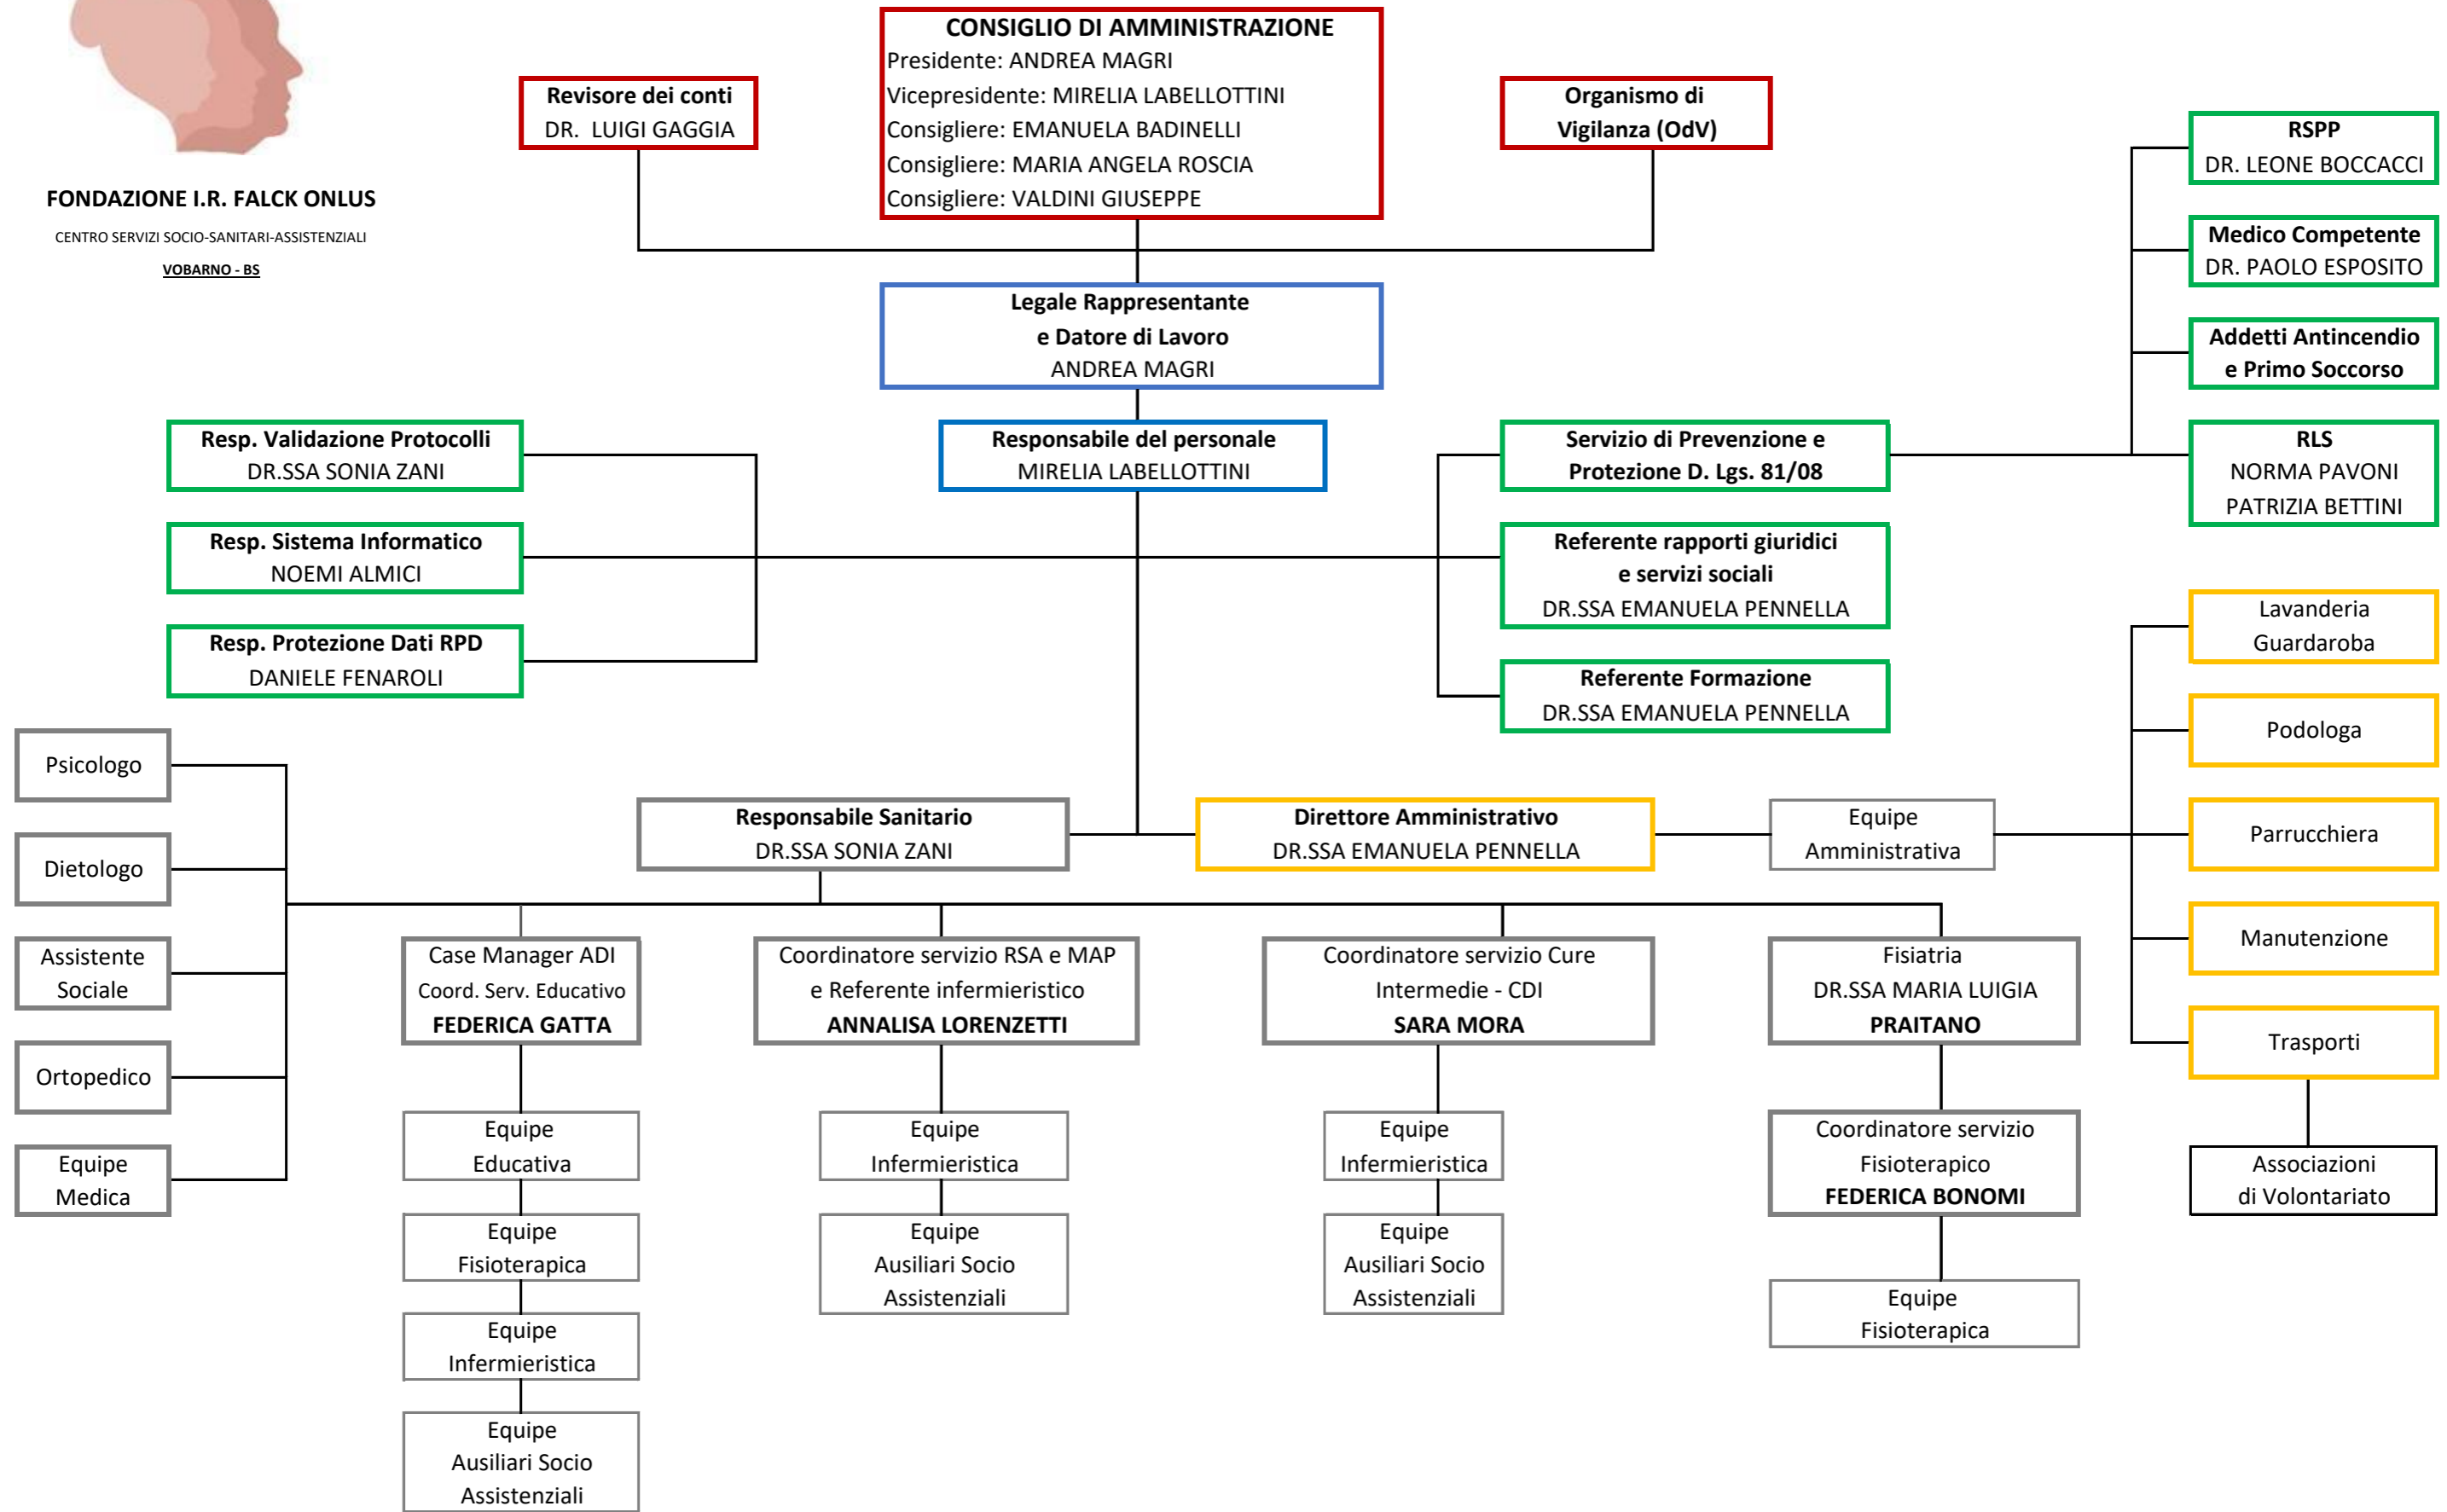 FONDAZIONE I.R. FALCK ONLUS
CENTRO SERVIZI SOCIO-SANITARI-ASSISTENZIALI
VOBARNO - BS
CONSIGLIO DI AMMINISTRAZIONE
Presidente: ANDREA MAGRI
Vicepresidente: MIRELIA LABELLOTTINI
Consigliere: EMANUELA BADINELLI
Consigliere: MARIA ANGELA ROSCIA
Consigliere: VALDINI GIUSEPPE
Revisore dei conti
DR. LUIGI GAGGIA
Organismo di
Vigilanza (OdV)
RSPP
DR. LEONE BOCCACCI
Medico Competente
DR. PAOLO ESPOSITO
Addetti Antincendio
e Primo Soccorso
RLS
NORMA PAVONI
PATRIZIA BETTINI
Legale Rappresentante
e Datore di Lavoro
ANDREA MAGRI
Responsabile del personale
MIRELIA LABELLOTTINI
Resp. Validazione Protocolli
DR.SSA SONIA ZANI
Resp. Sistema Informatico
NOEMI ALMICI
Resp. Protezione Dati RPD
DANIELE FENAROLI
Servizio di Prevenzione e
Protezione D. Lgs. 81/08
Referente rapporti giuridici
e servizi sociali
DR.SSA EMANUELA PENNELLA
Referente Formazione
DR.SSA EMANUELA PENNELLA
Lavanderia
Guardaroba
Podologa
Parrucchiera
Manutenzione
Trasporti
Associazioni
di Volontariato
Psicologo
Dietologo
Assistente
Sociale
Ortopedico
Equipe
Medica
Responsabile Sanitario
DR.SSA SONIA ZANI
Direttore Amministrativo
DR.SSA EMANUELA PENNELLA
Equipe
Amministrativa
Case Manager ADI
Coord. Serv. Educativo
FEDERICA GATTA
Equipe
Educativa
Equipe
Fisioterapica
Equipe
Infermieristica
Equipe
Ausiliari Socio
Assistenziali
Coordinatore servizio RSA e MAP
e Referente infermieristico
ANNALISA LORENZETTI
Equipe
Infermieristica
Equipe
Ausiliari Socio
Assistenziali
Coordinatore servizio Cure
Intermedie - CDI
SARA MORA
Equipe
Infermieristica
Equipe
Ausiliari Socio
Assistenziali
Fisiatria
DR.SSA MARIA LUIGIA
PRAITANO
Coordinatore servizio
Fisioterapico
FEDERICA BONOMI
Equipe
Fisioterapica